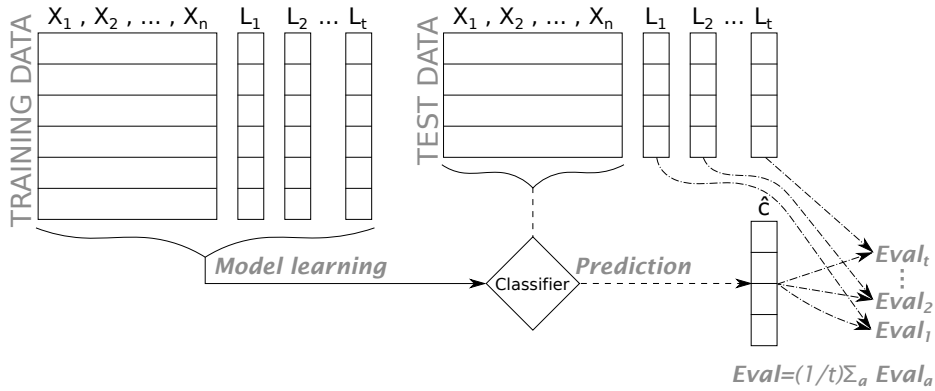 TRAINING DATA
X₁ , X₂ , ... , Xₙ L₁ L₂ ... Lₜ
TEST DATA
X₁ , X₂ , ... , Xₙ L₁ L₂ ... Lₜ
ĉ
Model learning
Classifier
Prediction
Evalₜ
⋮
Eval₂
Eval₁
Eval=(1/t)Σₐ Evalₐ